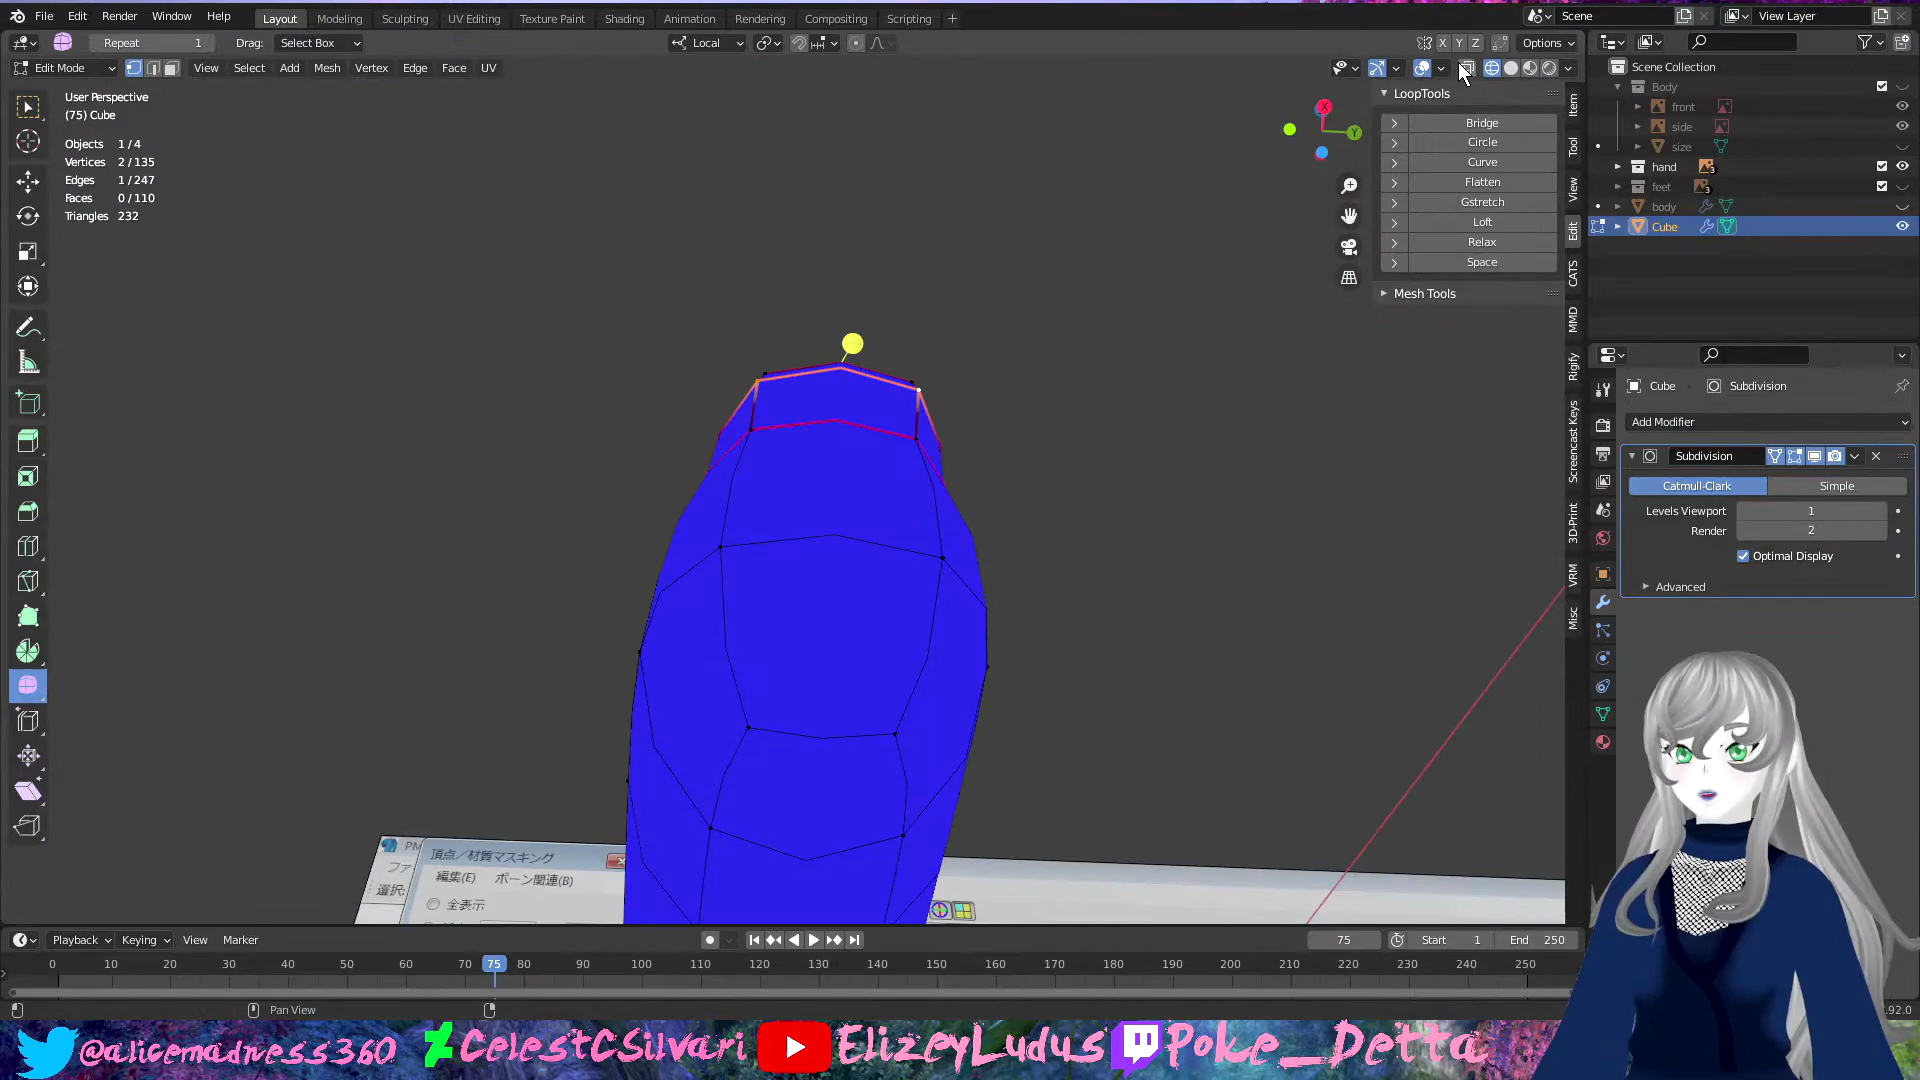 File Edit Render Window Help Layout Modeling Sculpting UV Editing Texture Paint Shading Animation Rendering Compositing Scripting + Scene View Layer
Repeat 1 Drag: Select Box Local X Y Z Options
Edit Mode View Select Add Mesh Vertex Edge Face UV
User Perspective
(75) Cube
Objects 1 / 4
Vertices 2 / 135
Edges 1 / 247
Faces 0 / 110
Triangles 232
X
Y
LoopTools
Bridge
Circle
Curve
Flatten
Gstretch
Loft
Relax
Space
Mesh Tools
Item
Tool
View
Edit
CATS
MMD
Rigify
Screencast Keys
3D-Print
VRM
Misc
Scene Collection
Body
front
side
size
hand
feet
body
Cube
Cube Subdivision
Add Modifier
Subdivision
Catmull-Clark Simple
Levels Viewport 1
Render 2
Optimal Display
Advanced
頂点/材質マスキング
編集(E) ボーン関連(B)
全表示
選択:
Playback Keying View Marker 75 Start 1 End 250
0 10 20 30 40 50 60 70 75 80 90 100 110 120 130 140 150 160 170 180 190 200 210 220 230 240 250
Pan View
.92.0
@alicemadness360 CelestCSilvari ElizeyLudus Poke__Detta